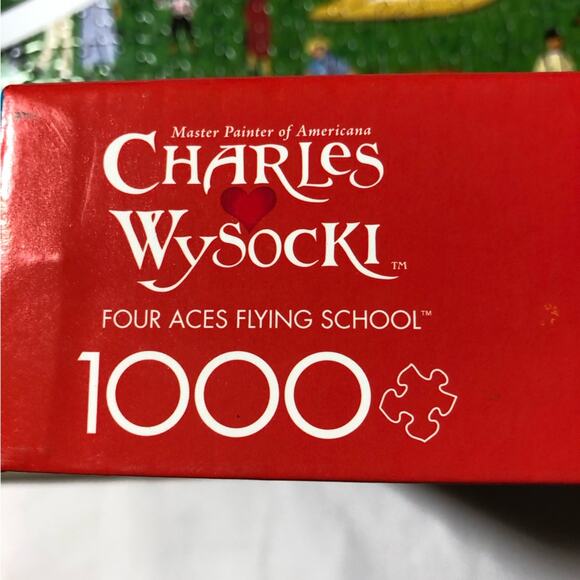 Master Painter of Americana
CHARLES
WYSOCKI™
FOUR ACES FLYING SCHOOL™
1000